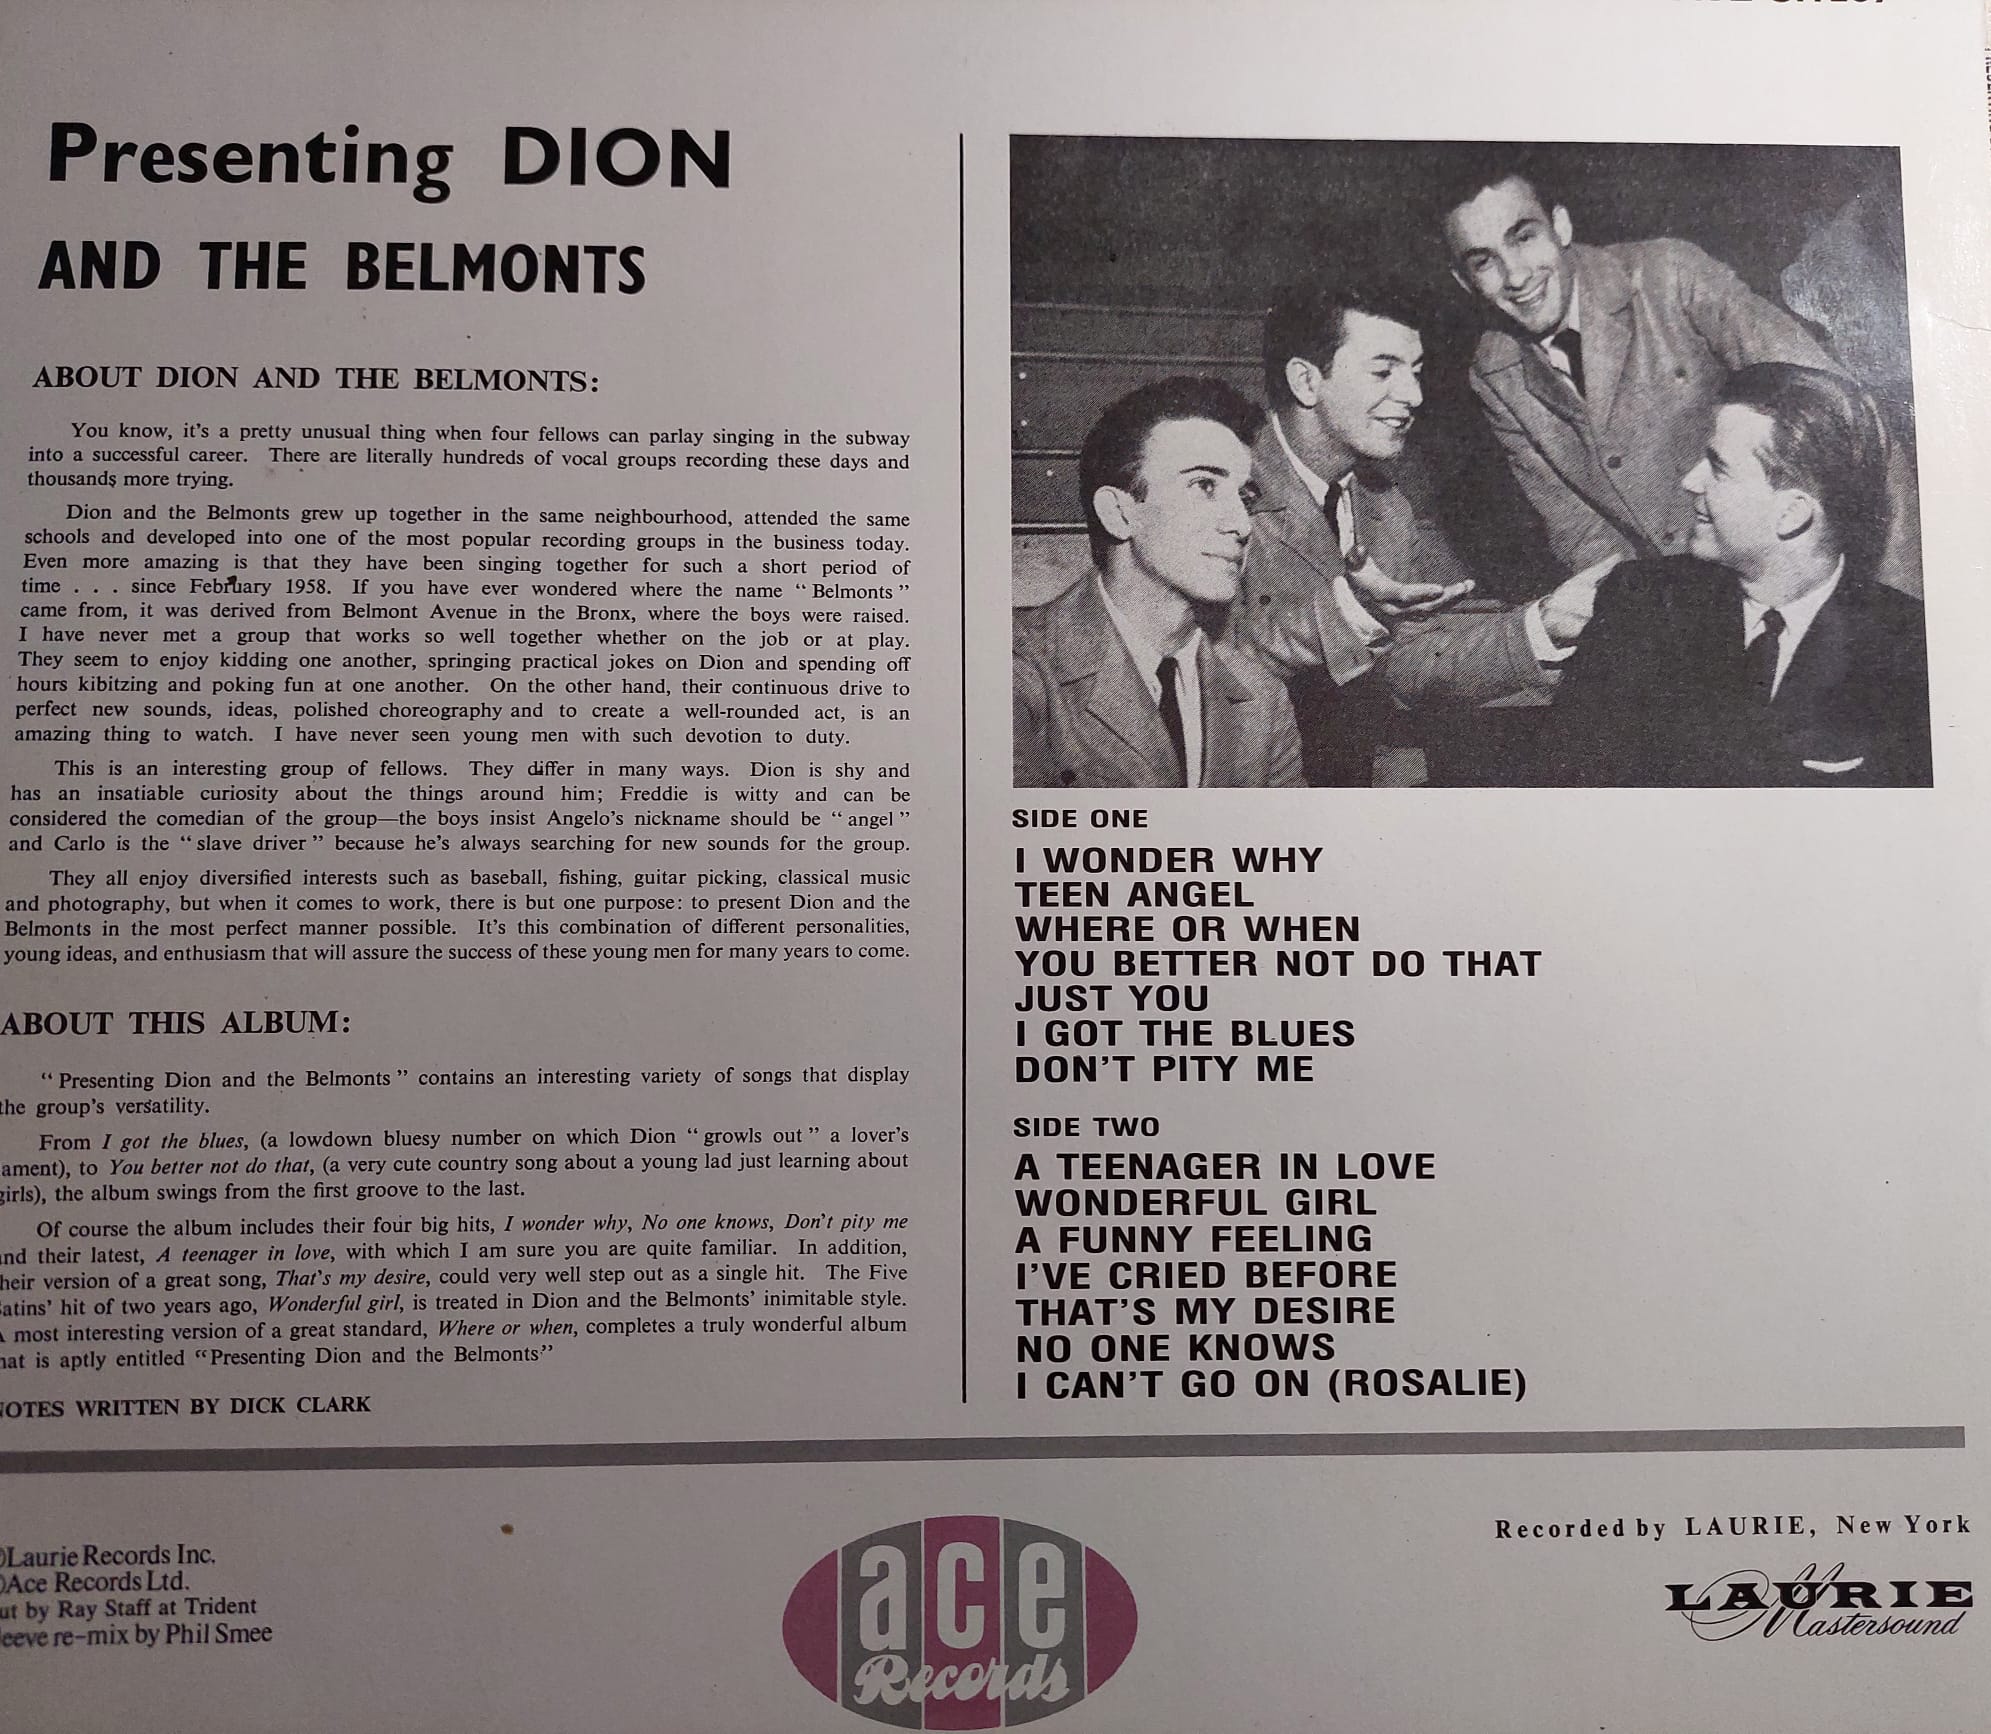 Presenting DION
AND THE BELMONTS
ABOUT DION AND THE BELMONTS:
You know, it's a pretty unusual thing when four fellows can parlay singing in the subway
into a successful career. There are literally hundreds of vocal groups recording these days and
thousands more trying.
Dion and the Belmonts grew up together in the same neighbourhood, attended the same
schools and developed into one of the most popular recording groups in the business today.
Even more amazing is that they have been singing together for such a short period of
time . . . since February 1958. If you have ever wondered where the name “ Belmonts ”
came from, it was derived from Belmont Avenue in the Bronx, where the boys were raised.
I have never met a group that works so well together whether on the job or at play.
They seem to enjoy kidding one another, springing practical jokes on Dion and spending off
hours kibitzing and poking fun at one another. On the other hand, their continuous drive to
perfect new sounds, ideas, polished choreography and to create a well-rounded act, is an
amazing thing to watch. I have never seen young men with such devotion to duty.
This is an interesting group of fellows. They differ in many ways. Dion is shy and
has an insatiable curiosity about the things around him; Freddie is witty and can be
considered the comedian of the group—the boys insist Angelo's nickname should be “ angel ”
and Carlo is the “ slave driver ” because he's always searching for new sounds for the group.
They all enjoy diversified interests such as baseball, fishing, guitar picking, classical music
and photography, but when it comes to work, there is but one purpose: to present Dion and the
Belmonts in the most perfect manner possible. It's this combination of different personalities,
young ideas, and enthusiasm that will assure the success of these young men for many years to come.
ABOUT THIS ALBUM:
“ Presenting Dion and the Belmonts ” contains an interesting variety of songs that display
the group's versatility.
From I got the blues, (a lowdown bluesy number on which Dion “ growls out ” a lover's
ament), to You better not do that, (a very cute country song about a young lad just learning about
girls), the album swings from the first groove to the last.
Of course the album includes their four big hits, I wonder why, No one knows, Don't pity me
nd their latest, A teenager in love, with which I am sure you are quite familiar. In addition,
heir version of a great song, That's my desire, could very well step out as a single hit. The Five
atins' hit of two years ago, Wonderful girl, is treated in Dion and the Belmonts' inimitable style.
A most interesting version of a great standard, Where or when, completes a truly wonderful album
hat is aptly entitled “Presenting Dion and the Belmonts”
NOTES WRITTEN BY DICK CLARK
SIDE ONE
I WONDER WHY
TEEN ANGEL
WHERE OR WHEN
YOU BETTER NOT DO THAT
JUST YOU
I GOT THE BLUES
DON'T PITY ME
SIDE TWO
A TEENAGER IN LOVE
WONDERFUL GIRL
A FUNNY FEELING
I'VE CRIED BEFORE
THAT'S MY DESIRE
NO ONE KNOWS
I CAN'T GO ON (ROSALIE)
Laurie Records Inc.
Ace Records Ltd.
ut by Ray Staff at Trident
leeve re-mix by Phil Smee
ace
Records
Recorded by LAURIE, New York
LAURIE
Mastersound